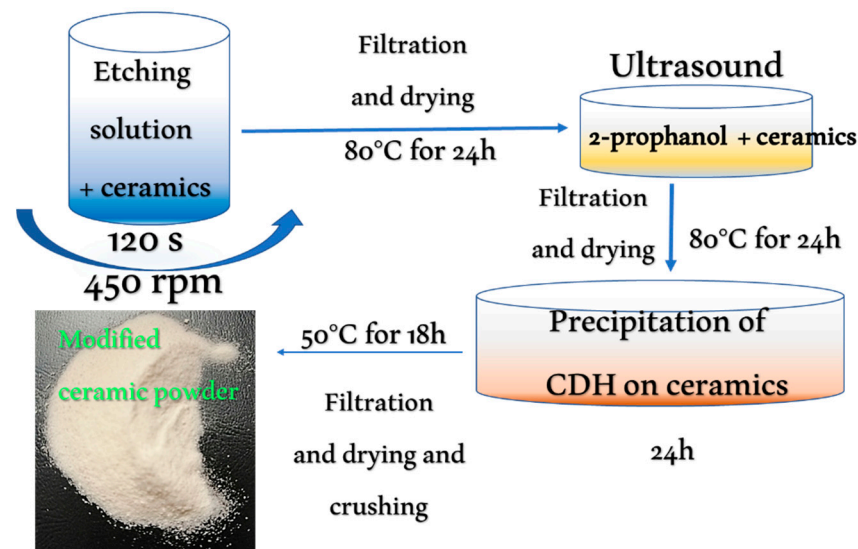 Etching
solution
+ ceramics
120 s
450 rpm
Filtration
and drying
80°C for 24h
Ultrasound
2-prophanol + ceramics
Filtration
and drying
80°C for 24h
Precipitation of
CDH on ceramics
24h
50°C for 18h
Filtration
and drying and
crushing
Modified
ceramic powder